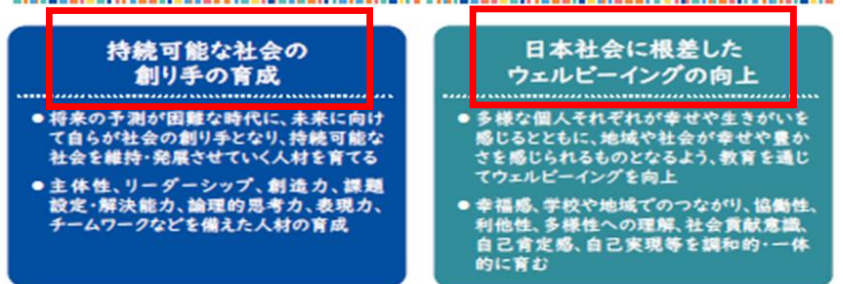 持続可能な社会の
創り手の育成
●将来の予測が困難な時代に、未来に向け
て自らが社会の創り手となり、持続可能な
社会を維持・発展させていく人材を育てる
●主体性、リーダーシップ、創造力、課題
設定・解決能力、論理的思考力、表現力、
チームワークなどを備えた人材の育成
日本社会に根差した
ウェルビーイングの向上
●多様な個人それぞれが幸せや生きがいを
感じるとともに、地域や社会が幸せや豊か
さを感じられるものとなるよう、教育を通じ
てウェルビーイングを向上
●幸福感、学校や地域でのつながり、協働性、
利他性、多様性への理解、社会貢献意識、
自己肯定感、自己実現等を調和的・一体
的に育む